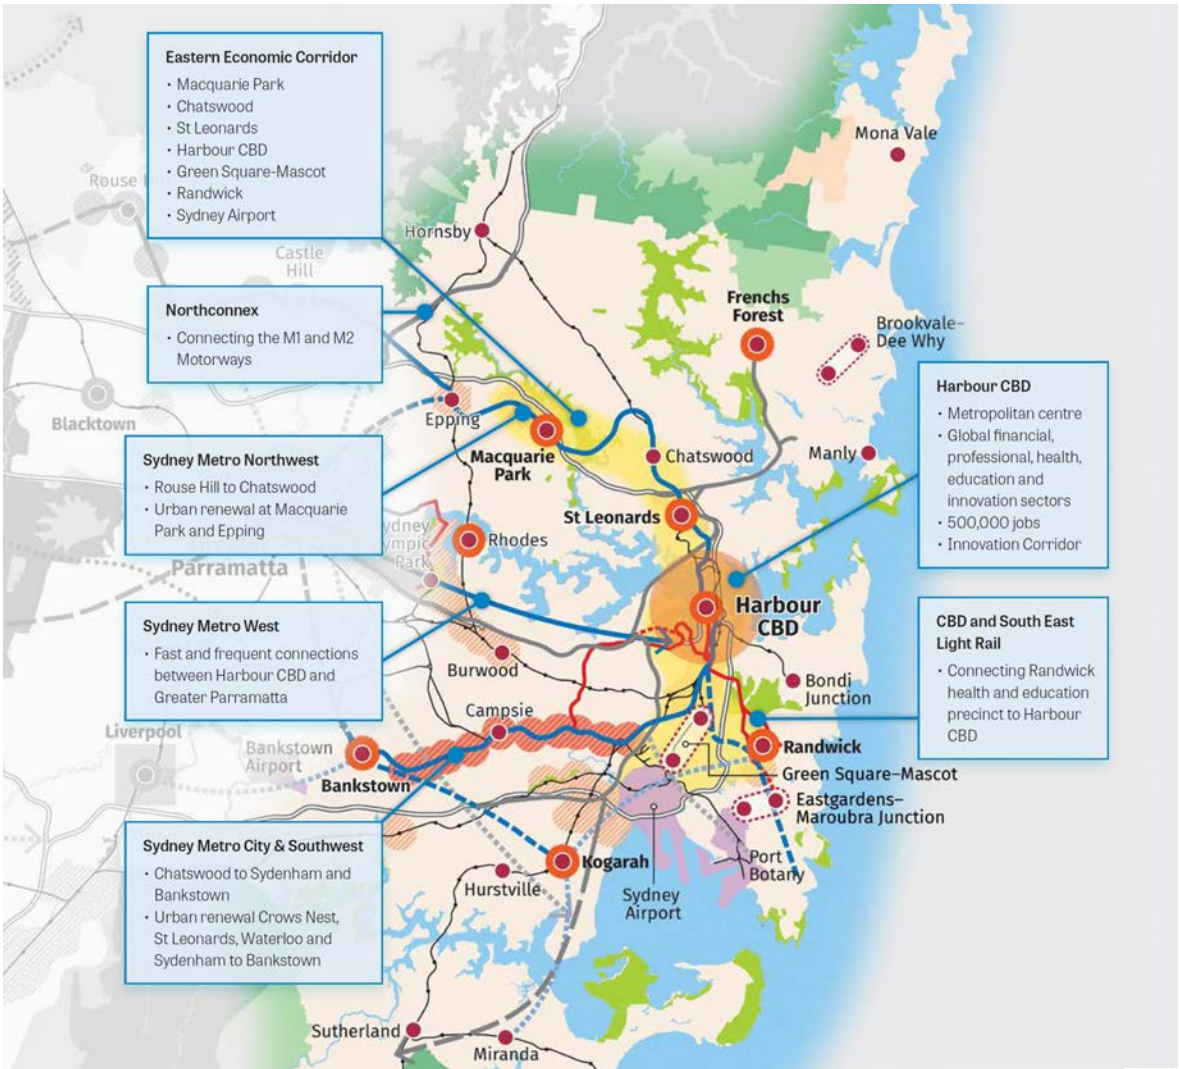 Eastern Economic Corridor
• Macquarie Park
• Chatswood
• St Leonards
• Harbour CBD
• Green Square-Mascot
• Randwick
• Sydney Airport
Mona Vale
Rouse
Hornsby
Castle
Hill
Northconnex
• Connecting the M1 and M2
Motorways
Frenchs
Forest
Brookvale–
Dee Why
Blacktown
Epping
Macquarie
Park
Chatswood
Manly
Harbour CBD
• Metropolitan centre
• Global financial,
professional, health,
education and
innovation sectors
• 500,000 jobs
• Innovation Corridor
Sydney Metro Northwest
• Rouse Hill to Chatswood
• Urban renewal at Macquarie
Park and Epping
St Leonards
Rhodes
ydney
ympic
Park
Parramatta
Harbour
CBD
Sydney Metro West
• Fast and frequent connections
between Harbour CBD and
Greater Parramatta
CBD and South East
Light Rail
• Connecting Randwick
health and education
precinct to Harbour
CBD
Burwood
Bondi
Junction
Campsie
Liverpool
Bankstown
Airport
Bankstown
Randwick
Green Square–Mascot
Eastgardens–
Maroubra Junction
Sydney Metro City & Southwest
• Chatswood to Sydenham and
Bankstown
• Urban renewal Crows Nest,
St Leonards, Waterloo and
Sydenham to Bankstown
Kogarah
Hurstville
Port
Botany
Sydney
Airport
Sutherland
Miranda